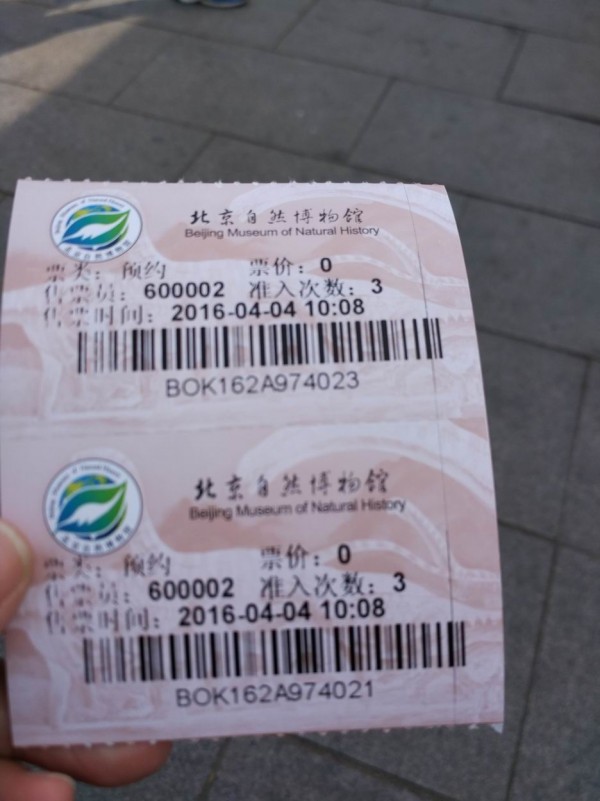 北京自然博物馆
Beijing Museum of Natural History
票类：预约 票价：0
售票员：600002 准入次数：3
售票时间：2016-04-04 10:08
BOK162A974023
北京自然博物馆
Beijing Museum of Natural History
票类：预约 票价：0
售票员：600002 准入次数：3
售票时间：2016-04-04 10:08
BOK162A974021